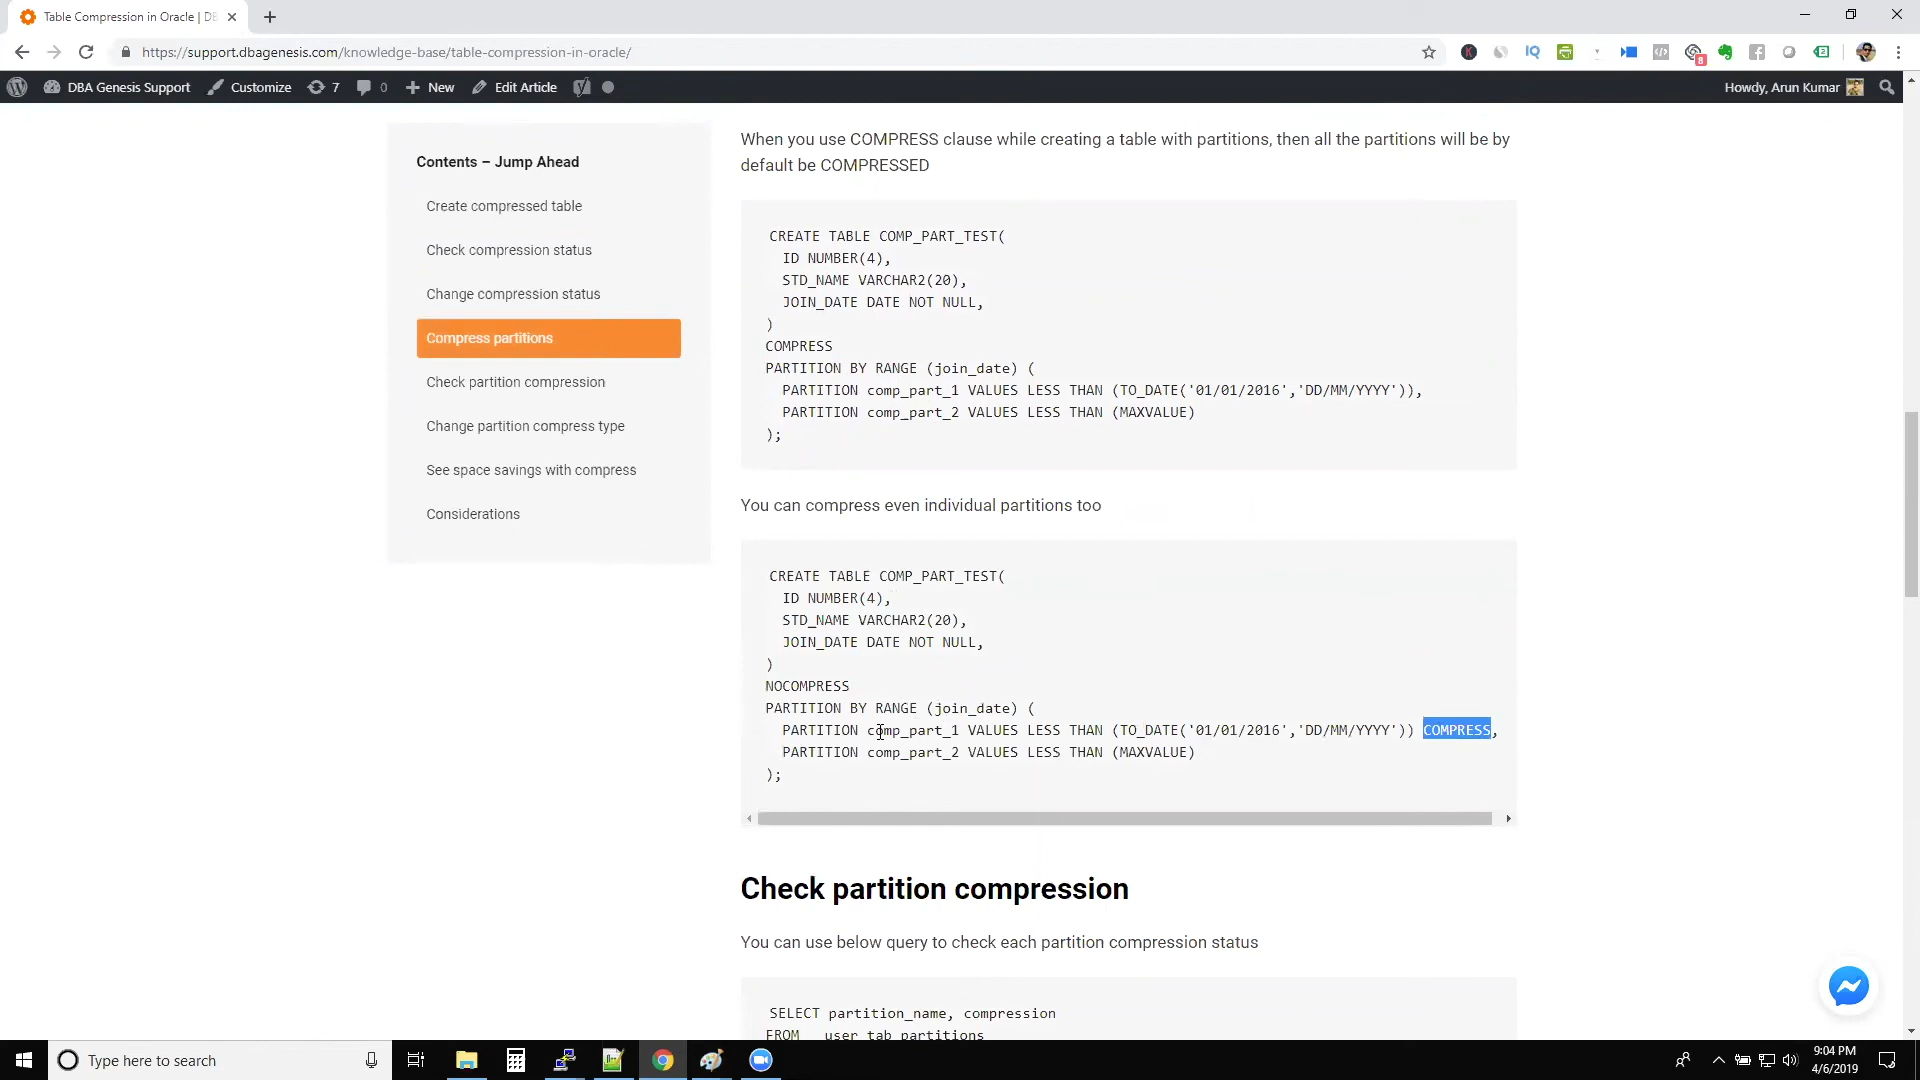 Table Compression in Oracle | DB
https://support.dbagenesis.com/knowledge-base/table-compression-in-oracle/
DBA Genesis Support
Customize
7
0
New
Edit Article
Howdy, Arun Kumar
Contents – Jump Ahead
Create compressed table
Check compression status
Change compression status
Compress partitions
Check partition compression
Change partition compress type
See space savings with compress
Considerations
When you use COMPRESS clause while creating a table with partitions, then all the partitions will be by
default be COMPRESSED
CREATE TABLE COMP_PART_TEST(
ID NUMBER(4),
STD_NAME VARCHAR2(20),
JOIN_DATE DATE NOT NULL,
)
COMPRESS
PARTITION BY RANGE (join_date) (
PARTITION comp_part_1 VALUES LESS THAN (TO_DATE('01/01/2016','DD/MM/YYYY')),
PARTITION comp_part_2 VALUES LESS THAN (MAXVALUE)
);
You can compress even individual partitions too
CREATE TABLE COMP_PART_TEST(
ID NUMBER(4),
STD_NAME VARCHAR2(20),
JOIN_DATE DATE NOT NULL,
)
NOCOMPRESS
PARTITION BY RANGE (join_date) (
PARTITION comp_part_1 VALUES LESS THAN (TO_DATE('01/01/2016','DD/MM/YYYY')) COMPRESS,
PARTITION comp_part_2 VALUES LESS THAN (MAXVALUE)
);
Check partition compression
You can use below query to check each partition compression status
SELECT partition_name, compression
FROM user_tab_partitions
Type here to search
9:04 PM
4/6/2019